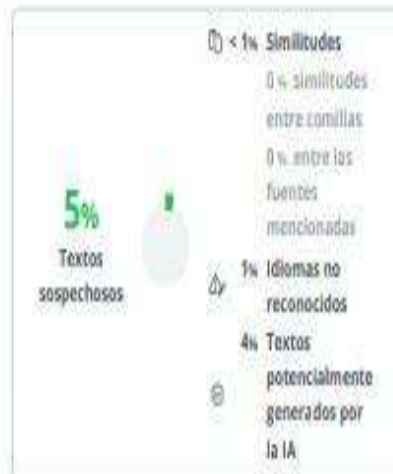 5%
Textos
sospechosos
< 1% Similitudes
0 % similitudes
entre comillas
0 % entre las
fuentes
mencionadas
1% Idiomas no
reconocidos
4% Textos
potencialmente
generados por
la IA